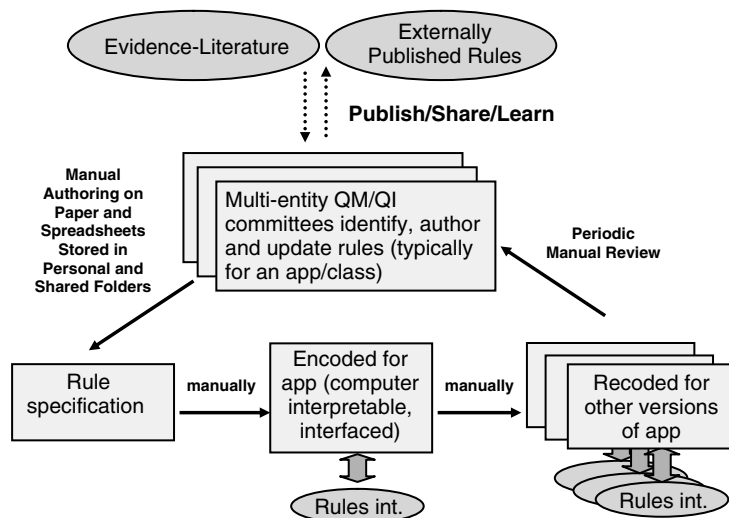 Evidence-Literature
Externally
Published Rules
Publish/Share/Learn
Manual
Authoring on
Paper and
Spreadsheets
Stored in
Personal and
Shared Folders
Multi-entity QM/QI
committees identify, author
and update rules (typically
for an app/class)
Periodic
Manual Review
Rule
specification
manually
Encoded for
app (computer
interpretable,
interfaced)
manually
Recoded for
other versions
of app
Rules int.
Rules int.